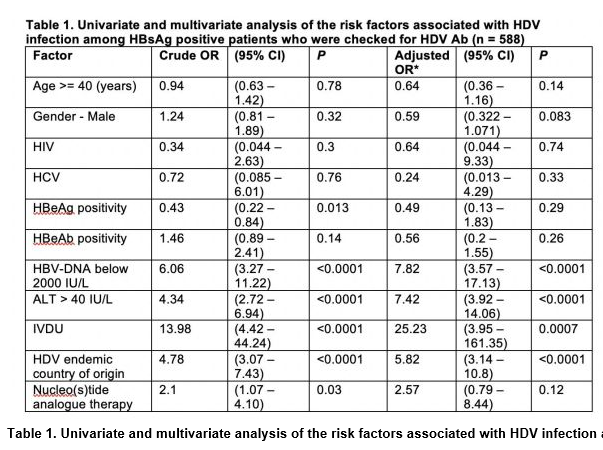 Table 1. Univariate and multivariate analysis of the risk factors associated with HDV
infection among HBsAg positive patients who were checked for HDV Ab (n = 588)
Factor Crude OR (95% CI) P Adjusted OR* (95% CI) P
Age >= 40 (years) 0.94 (0.63 – 1.42) 0.78 0.64 (0.36 – 1.16) 0.14
Gender - Male 1.24 (0.81 – 1.89) 0.32 0.59 (0.322 – 1.071) 0.083
HIV 0.34 (0.044 – 2.63) 0.3 0.64 (0.044 – 9.33) 0.74
HCV 0.72 (0.085 – 6.01) 0.76 0.24 (0.013 – 4.29) 0.33
HBeAg positivity 0.43 (0.22 – 0.84) 0.013 0.49 (0.13 – 1.83) 0.29
HBeAb positivity 1.46 (0.89 – 2.41) 0.14 0.56 (0.2 – 1.55) 0.26
HBV-DNA below 2000 IU/L 6.06 (3.27 – 11.22) <0.0001 7.82 (3.57 – 17.13) <0.0001
ALT > 40 IU/L 4.34 (2.72 – 6.94) <0.0001 7.42 (3.92 – 14.06) <0.0001
IVDU 13.98 (4.42 – 44.24) <0.0001 25.23 (3.95 – 161.35) 0.0007
HDV endemic country of origin 4.78 (3.07 – 7.43) <0.0001 5.82 (3.14 – 10.8) <0.0001
Nucleo(s)tide analogue therapy 2.1 (1.07 – 4.10) 0.03 2.57 (0.79 – 8.44) 0.12
Table 1. Univariate and multivariate analysis of the risk factors associated with HDV infection